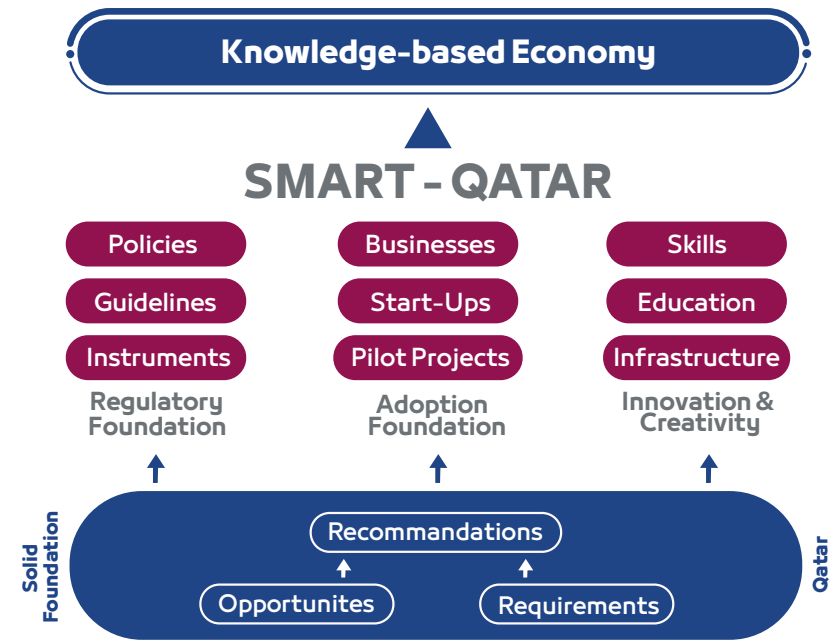 Knowledge-based Economy
SMART - QATAR
Policies
Businesses
Skills
Guidelines
Start-Ups
Education
Instruments
Pilot Projects
Infrastructure
Regulatory
Foundation
Adoption
Foundation
Innovation &
Creativity
Solid
Foundation
Recommandations
Opportunites
Requirements
Qatar